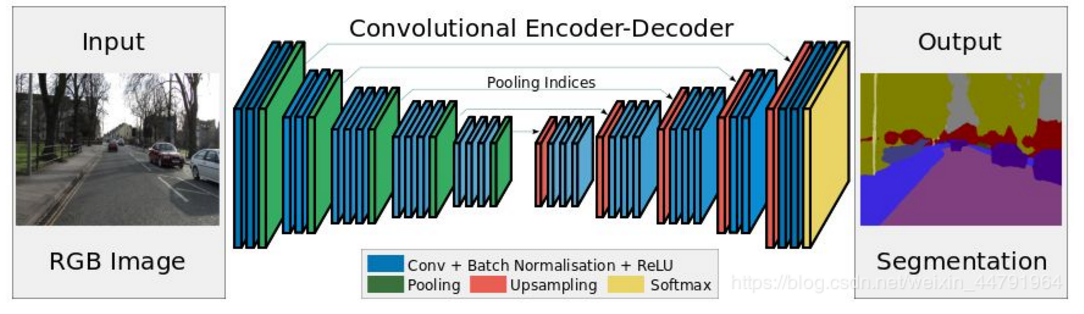 Input
RGB Image
Convolutional Encoder-Decoder
Pooling Indices
Conv + Batch Normalisation + ReLU
Pooling
Upsampling
Softmax
Output
Segmentation
https://blog.csdn.net/weixin_44791964